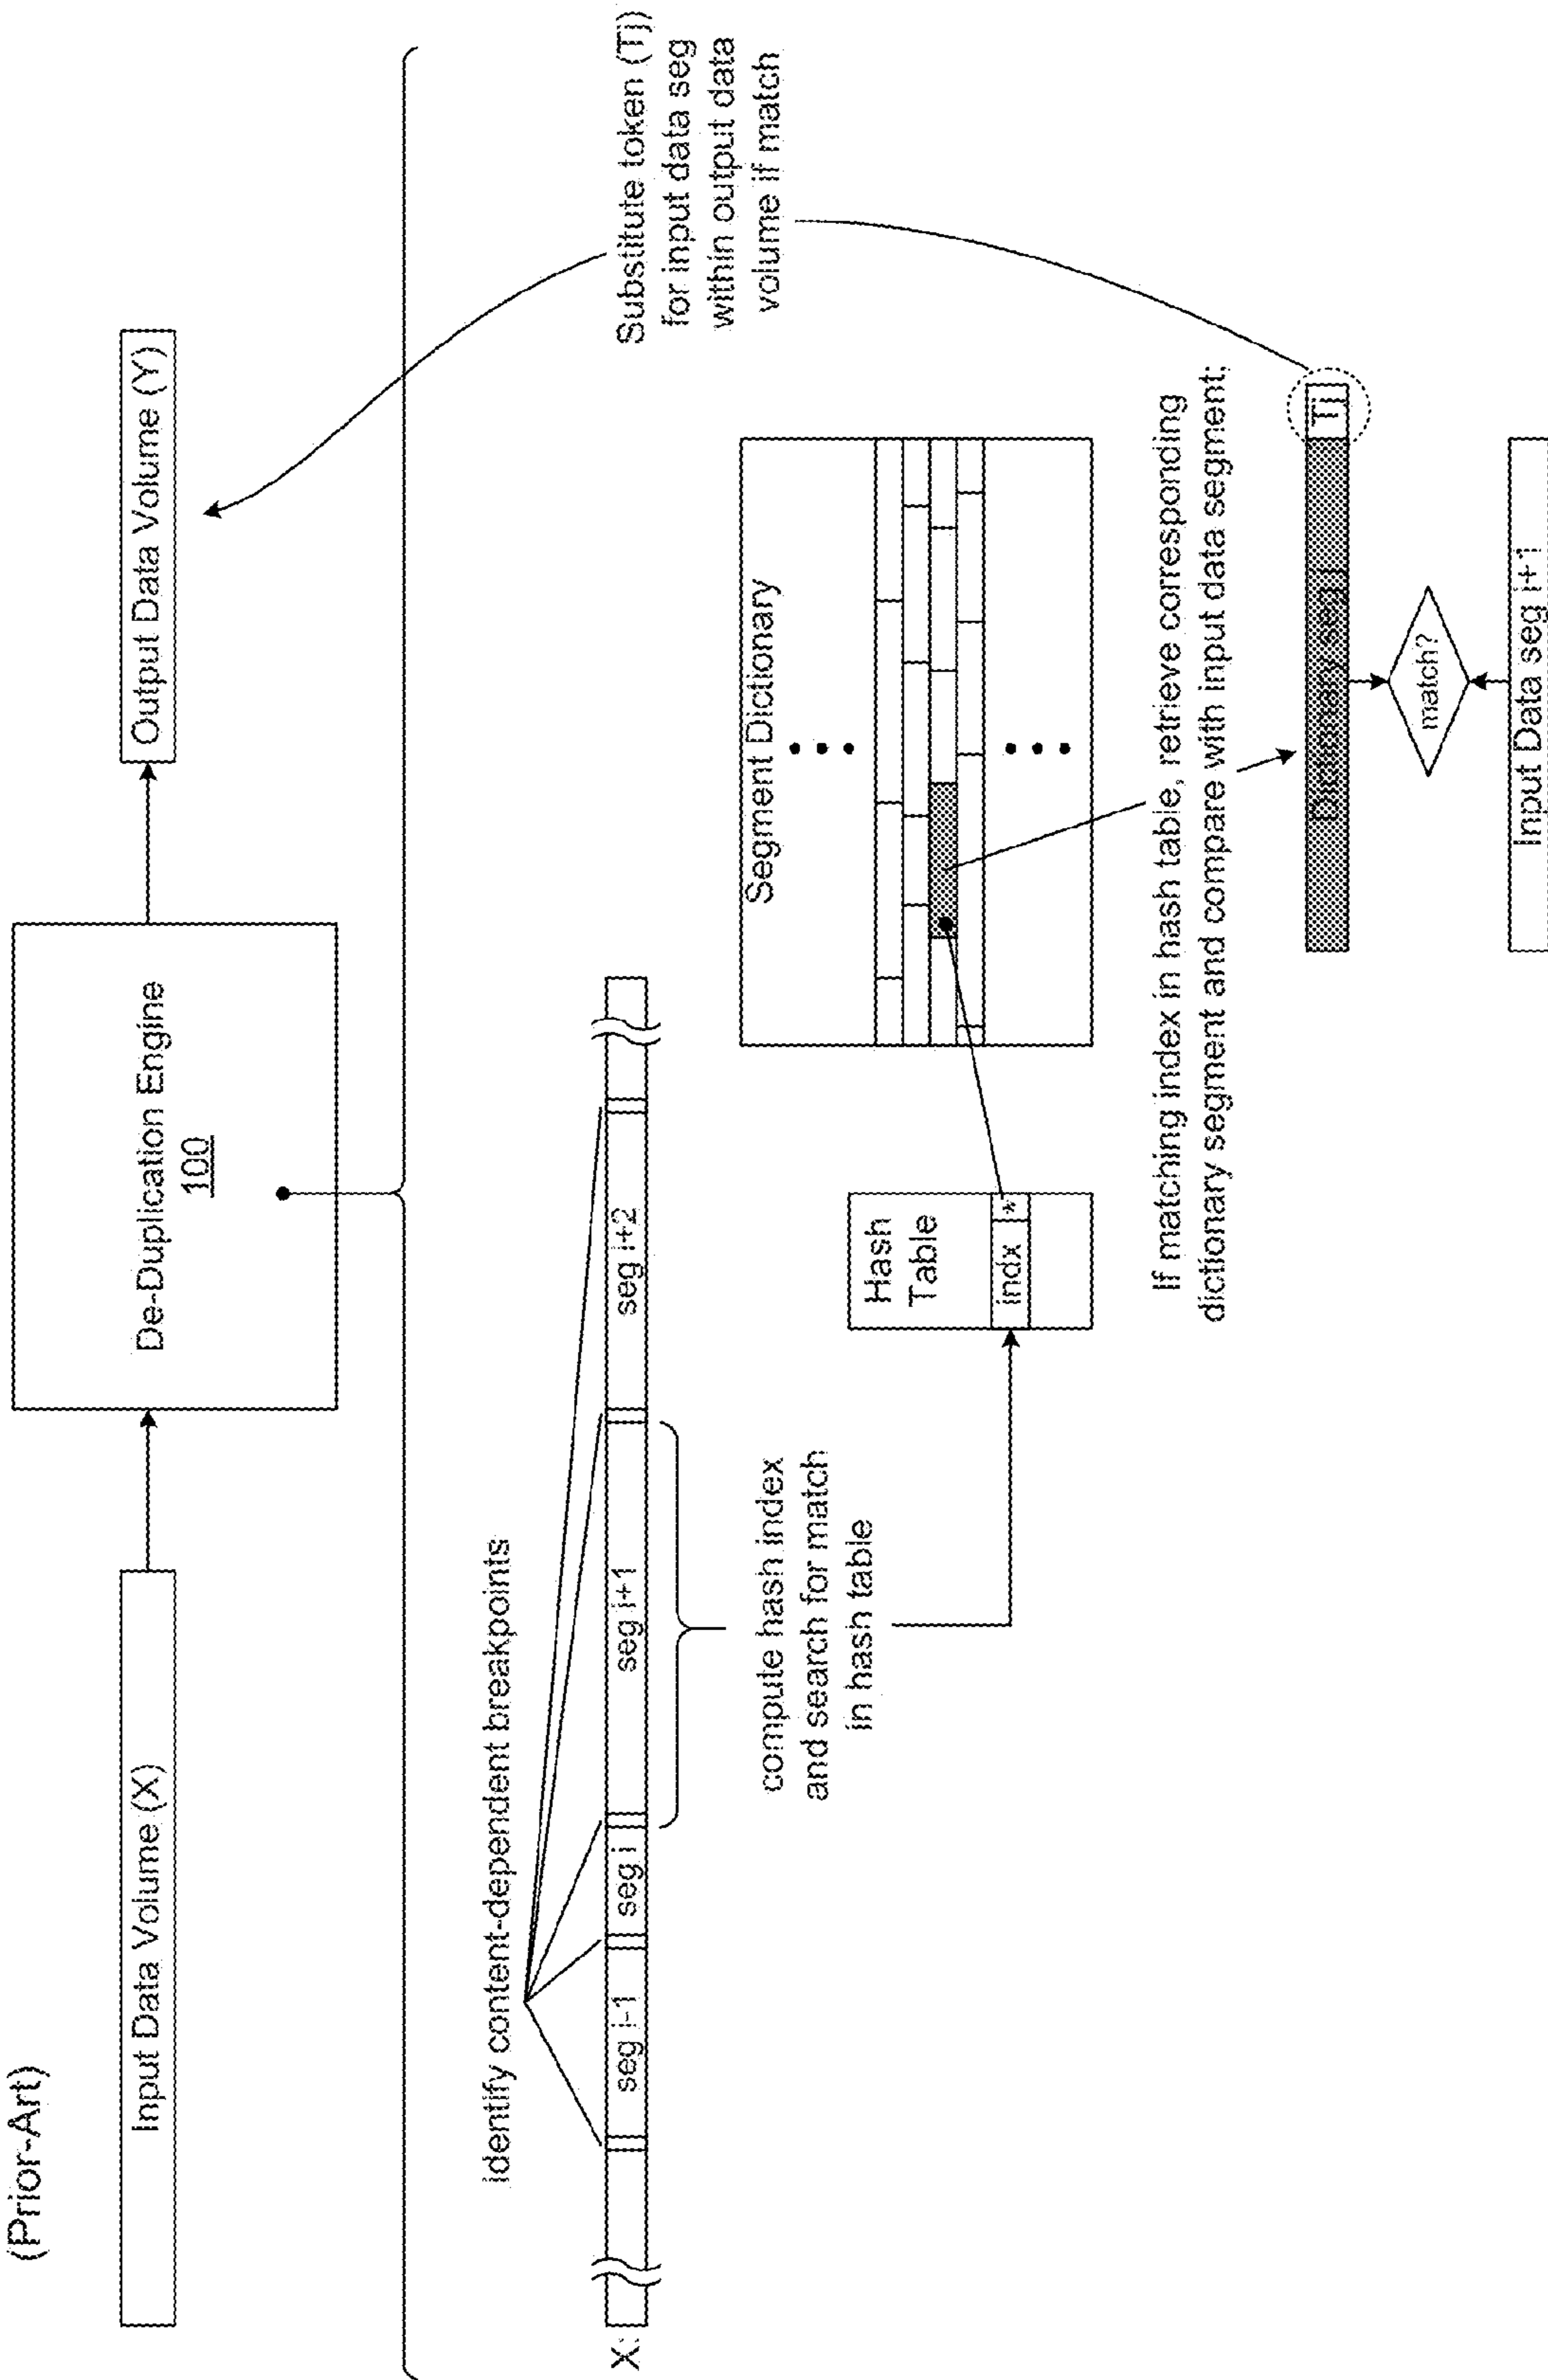 (Prior-Art)
Input Data Volume (X)
De-Duplication Engine
100
Output Data Volume (Y)
identify content-dependent breakpoints
X:
seg i-1
seg i
seg i+1
seg i+2
compute hash index
and search for match
in hash table
Hash
Table
indx
*
Segment Dictionary
Substitute token (Tj)
for input data seg
within output data
volume if match
If matching index in hash table, retrieve corresponding
dictionary segment and compare with input data segment;
Dictionary seg
Tj
match?
Input Data seg i+1